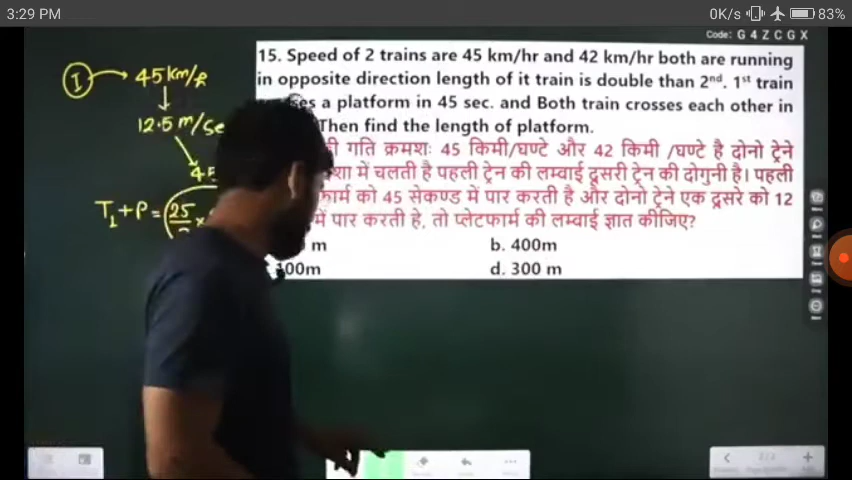 3:29 PM
0K/s 83%
Code: G 4 Z C G X
15. Speed of 2 trains are 45 km/hr and 42 km/hr both are running
in opposite direction length of it train is double than 2nd. 1st train
a platform in 45 sec. and Both train crosses each other in
Then find the length of platform.
गति क्रमशः 45 किमी/घण्टे और 42 किमी /घण्टे है दोनो ट्रेने
में चलती है पहली ट्रेन की लम्वाई दूसरी ट्रेन की दोगुनी है। पहली
को 45 सेकण्ड में पार करती है और दोनो ट्रेने एक दूसरे को 12
में पार करती हे, तो प्लेटफार्म की लम्वाई ज्ञात कीजिए?
m b. 400m
100m d. 300 m
I 45 km/h
12.5 m/se
45
T1+P = (25